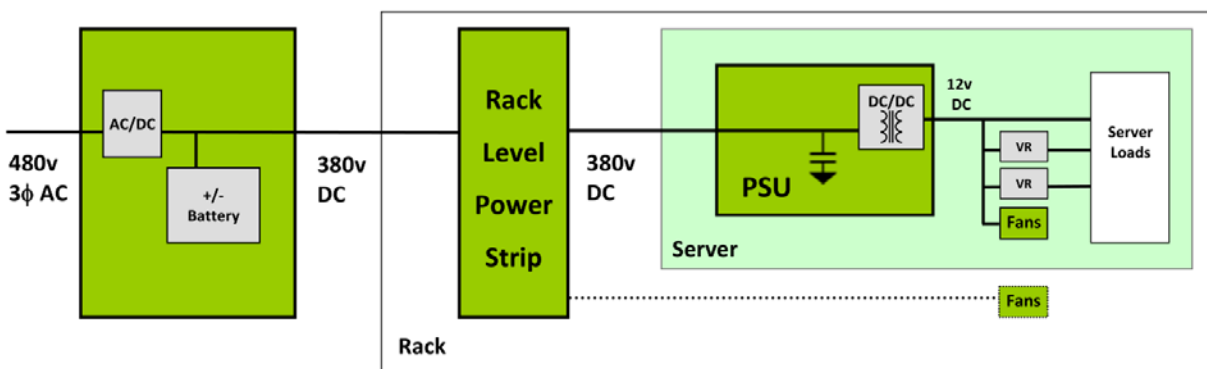 480v
3ϕ AC
AC/DC
+/-
Battery
380v
DC
Rack
Level
Power
Strip
380v
DC
PSU
DC/DC
12v
DC
VR
VR
Fans
Server
Loads
Server
Fans
Rack